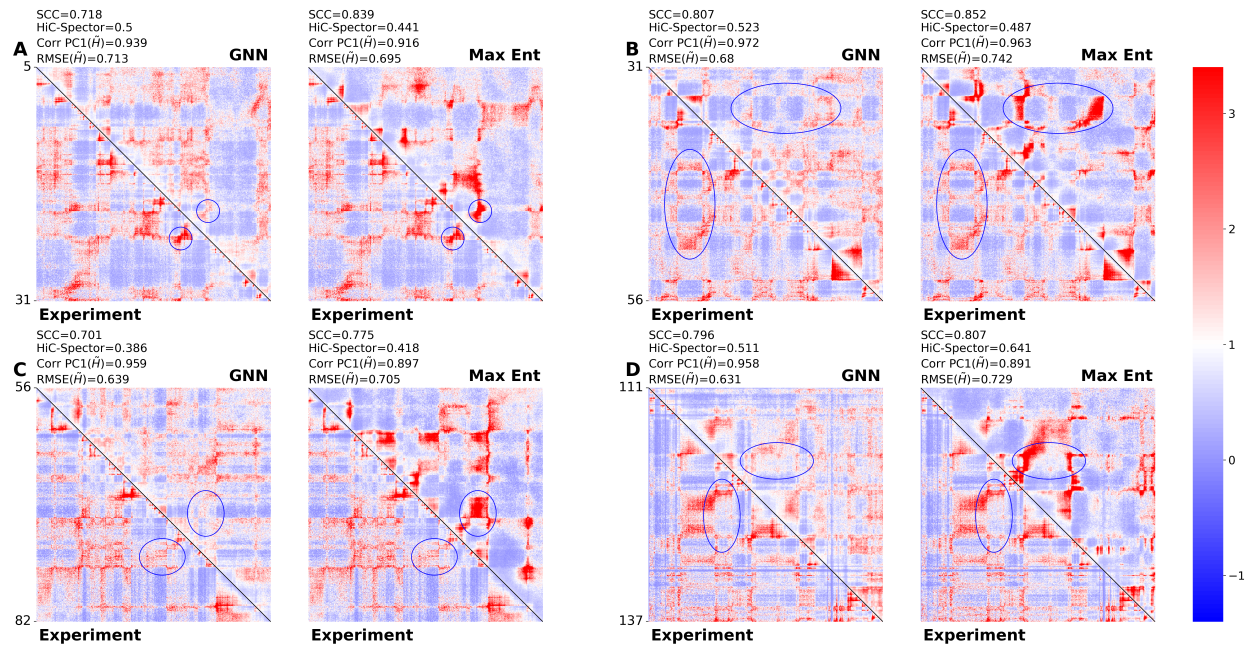 A
SCC=0.718
HiC-Spector=0.5
Corr PC1(H̃)=0.939
RMSE(H̃)=0.713
GNN
5
31
Experiment
SCC=0.839
HiC-Spector=0.441
Corr PC1(H̃)=0.916
RMSE(H̃)=0.695
Max Ent
Experiment
B
SCC=0.807
HiC-Spector=0.523
Corr PC1(H̃)=0.972
RMSE(H̃)=0.68
GNN
31
56
Experiment
SCC=0.852
HiC-Spector=0.487
Corr PC1(H̃)=0.963
RMSE(H̃)=0.742
Max Ent
Experiment
C
SCC=0.701
HiC-Spector=0.386
Corr PC1(H̃)=0.959
RMSE(H̃)=0.639
GNN
56
82
Experiment
SCC=0.775
HiC-Spector=0.418
Corr PC1(H̃)=0.897
RMSE(H̃)=0.705
Max Ent
Experiment
D
SCC=0.796
HiC-Spector=0.511
Corr PC1(H̃)=0.958
RMSE(H̃)=0.631
GNN
111
137
Experiment
SCC=0.807
HiC-Spector=0.641
Corr PC1(H̃)=0.891
RMSE(H̃)=0.729
Max Ent
Experiment
3
2
1
0
−1